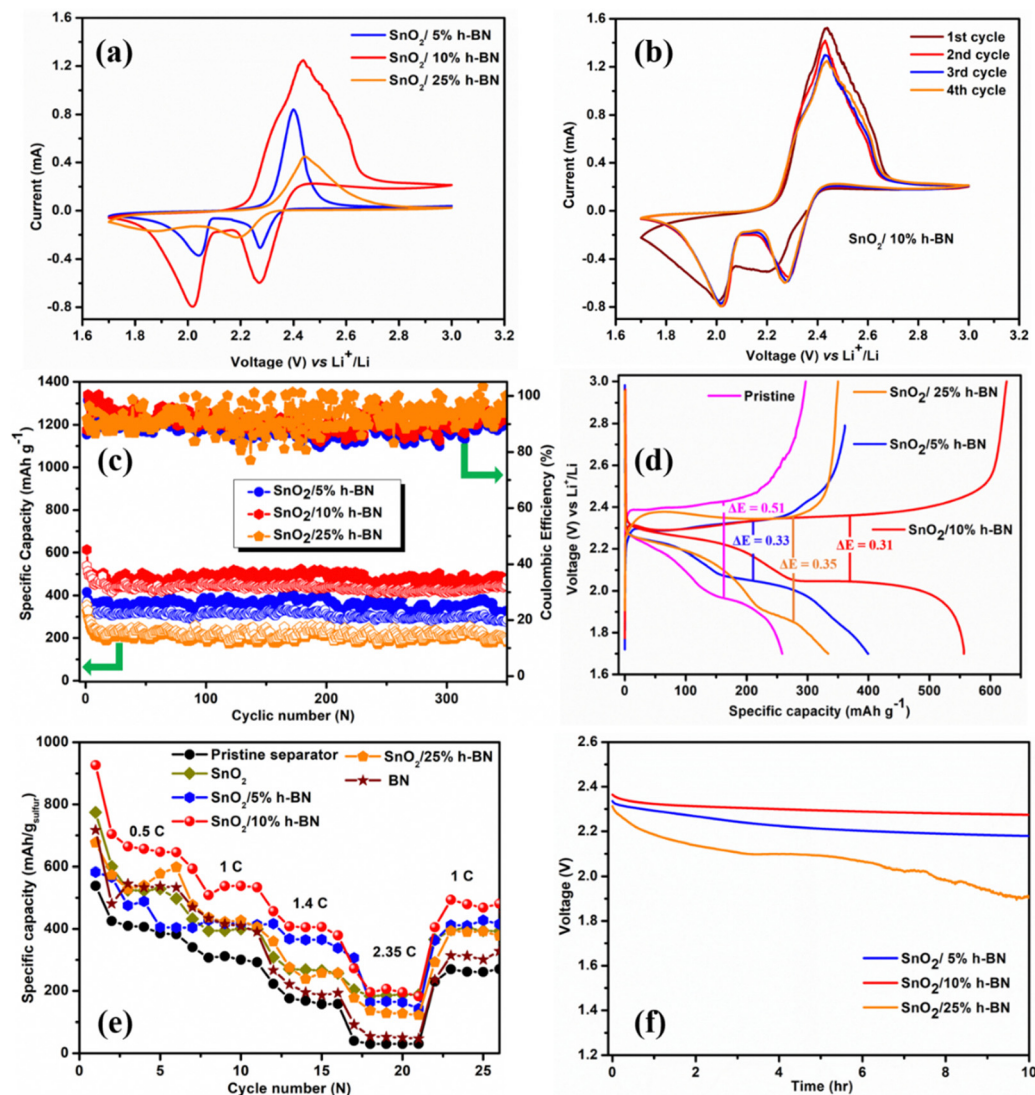 (a)
SnO2/ 5% h-BN
SnO2/ 10% h-BN
SnO2/ 25% h-BN
1.6
1.2
0.8
0.4
0.0
-0.4
-0.8
Current (mA)
1.6 1.8 2.0 2.2 2.4 2.6 2.8 3.0 3.2
Voltage (V) vs Li+/Li
(b)
1st cycle
2nd cycle
3rd cycle
4th cycle
SnO2/ 10% h-BN
1.6
1.2
0.8
0.4
0.0
-0.4
-0.8
Current (mA)
1.6 1.8 2.0 2.2 2.4 2.6 2.8 3.0 3.2
Voltage (V) vs Li+/Li
(c)
SnO2/5% h-BN
SnO2/10% h-BN
SnO2/25% h-BN
1400
1200
1000
800
600
400
200
0
Specific Capacity (mAh g-1)
100
80
60
40
20
0
Coulombic Efficiency (%)
0 100 200 300
Cyclic number (N)
(d)
Pristine
SnO2/ 25% h-BN
SnO2/5% h-BN
SnO2/10% h-BN
ΔE = 0.51
ΔE = 0.33
ΔE = 0.31
ΔE = 0.35
3.0
2.8
2.6
2.4
2.2
2.0
1.8
1.6
Voltage (V) vs Li+/Li
0 100 200 300 400 500 600
Specific capacity (mAh g-1)
(e)
Pristine separator
SnO2
SnO2/5% h-BN
SnO2/10% h-BN
SnO2/25% h-BN
BN
0.5 C
1 C
1.4 C
2.35 C
1 C
1000
800
600
400
200
0
Specific capacity (mAh/gsulfur)
0 5 10 15 20 25
Cycle number (N)
(f)
SnO2/ 5% h-BN
SnO2/10% h-BN
SnO2/25% h-BN
2.6
2.4
2.2
2.0
1.8
1.6
1.4
1.2
Voltage (V)
0 2 4 6 8 10
Time (hr)